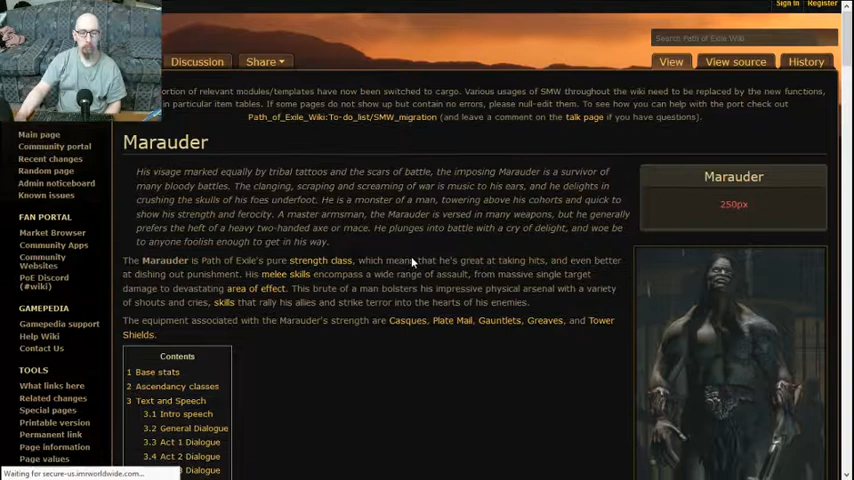 Sign In Register
Search Path of Exile Wiki
Discussion Share View View source History
portion of relevant modules/templates have now been switched to cargo. Various usages of SMW throughout the wiki need to be replaced by the new functions,
in particular item tables. If some pages do not show up but contain no errors, please null-edit them. To see how you can help with the port check out
Path_of_Exile_Wiki:To-do_list/SMW_migration (and leave a comment on the talk page if you have questions).
Main page
Community portal
Recent changes
Random page
Admin noticeboard
Known issues
FAN PORTAL
Market Browser
Community Apps
Community
Websites
PoE Discord
(#wiki)
GAMEPEDIA
Gamepedia support
Help Wiki
Contact Us
TOOLS
What links here
Related changes
Special pages
Printable version
Permanent link
Page information
Page values
Marauder
His visage marked equally by tribal tattoos and the scars of battle, the imposing Marauder is a survivor of
many bloody battles. The clanging, scraping and screaming of war is music to his ears, and he delights in
crushing the skulls of his foes underfoot. He is a monster of a man, towering above his cohorts and quick to
show his strength and ferocity. A master armsman, the Marauder is versed in many weapons, but he generally
prefers the heft of a heavy two-handed axe or mace. He plunges into battle with a cry of delight, and woe be
to anyone foolish enough to get in his way.
The Marauder is Path of Exile's pure strength class, which means that he's great at taking hits, and even better
at dishing out punishment. His melee skills encompass a wide range of assault, from massive single target
damage to devastating area of effect. This brute of a man bolsters his impressive physical arsenal with a variety
of shouts and cries, skills that rally his allies and strike terror into the hearts of his enemies.
The equipment associated with the Marauder's strength are Casques, Plate Mail, Gauntlets, Greaves, and Tower
Shields.
Contents
1 Base stats
2 Ascendancy classes
3 Text and Speech
3.1 Intro speech
3.2 General Dialogue
3.3 Act 1 Dialogue
3.4 Act 2 Dialogue
3 Dialogue
Marauder
250px
Waiting for secure-us.imrworldwide.com...